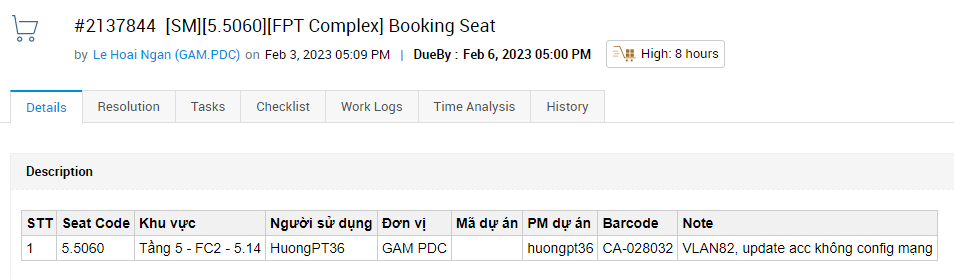 #2137844 [SM][5.5060][FPT Complex] Booking Seat
by Le Hoai Ngan (GAM.PDC) on Feb 3, 2023 05:09 PM | DueBy : Feb 6, 2023 05:00 PM High: 8 hours
Details Resolution Tasks Checklist Work Logs Time Analysis History
Description
STT Seat Code Khu vực Người sử dụng Đơn vị Mã dự án PM dự án Barcode Note
1 5.5060 Tầng 5 - FC2 - 5.14 HuongPT36 GAM PDC huongpt36 CA-028032 VLAN82, update acc không config mạng